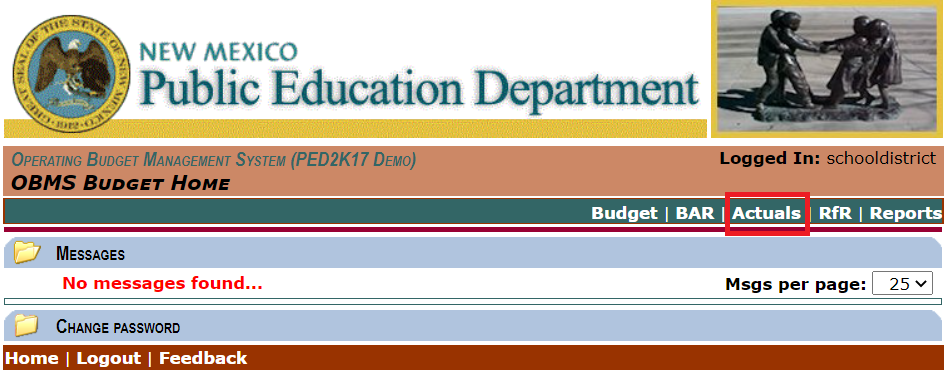 GREAT SEAL OF THE STATE OF NEW MEXICO
1912
NEW MEXICO
Public Education Department
Operating Budget Management System (PED2K17 Demo)
Logged In: schooldistrict
OBMS Budget Home
Budget | BAR | Actuals | RfR | Reports
Messages
No messages found...
Msgs per page: 25
Change password
Home | Logout | Feedback